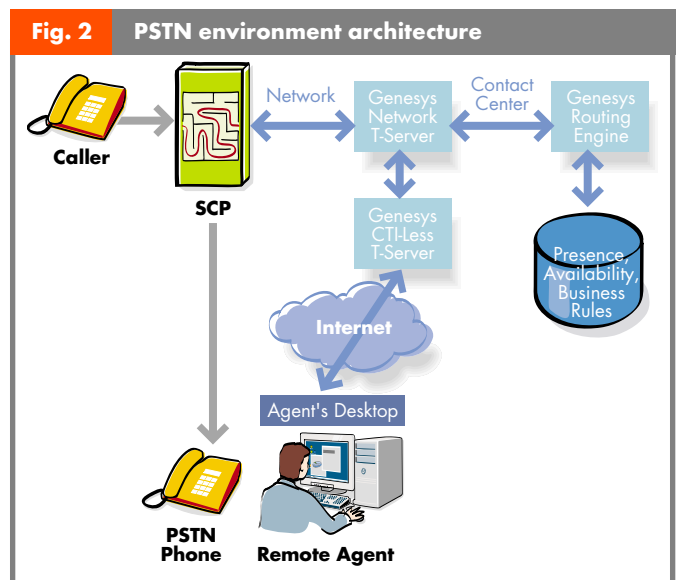 Fig. 2 PSTN environment architecture
Caller
SCP
Network
Genesys
Network
T-Server
Contact
Center
Genesys
Routing
Engine
Genesys
CTI-Less
T-Server
Presence,
Availability,
Business
Rules
Internet
Agent's Desktop
PSTN
Phone
Remote Agent